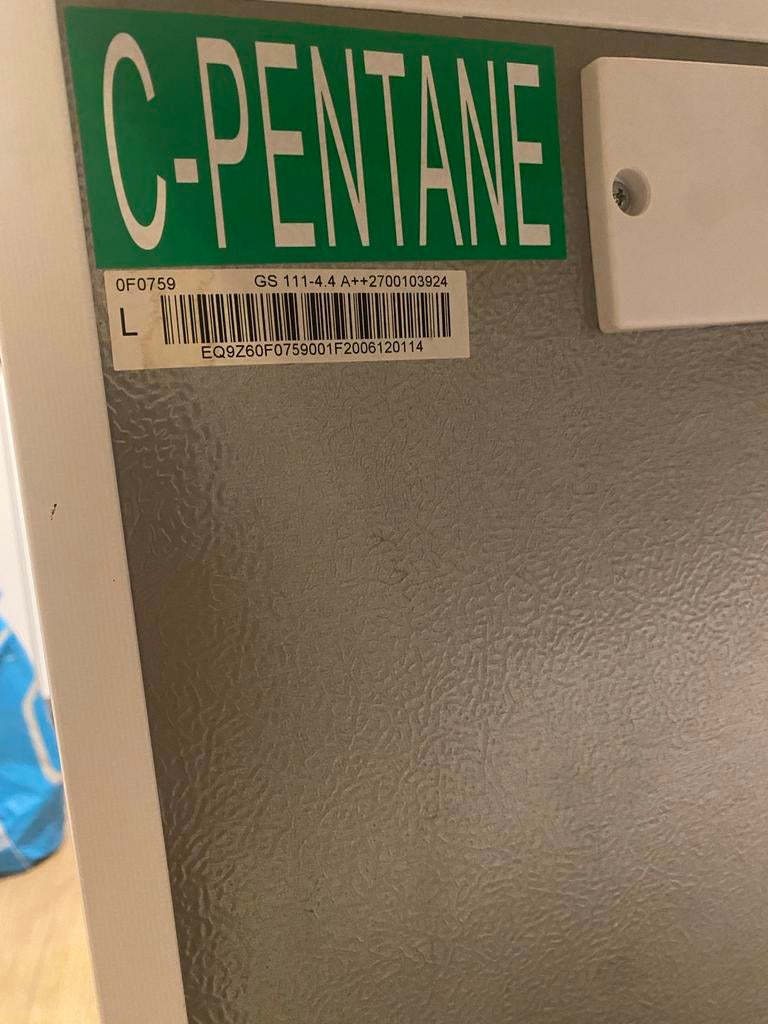 C-PENTANE
0F0759 GS 111-4.4 A++2700103924
L
EQ9Z60F0759001F2006120114